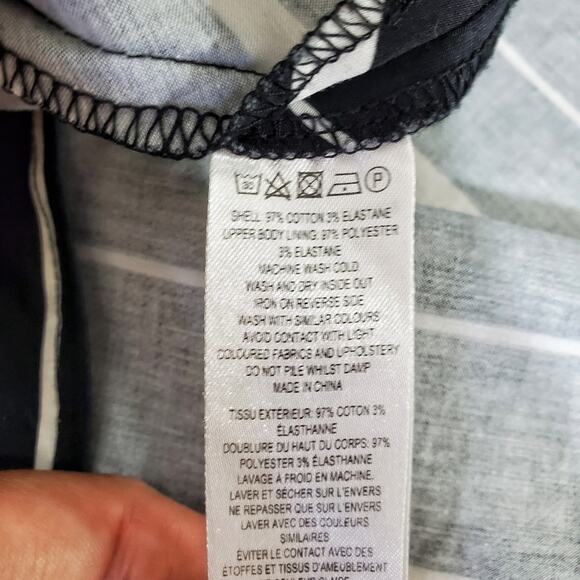 30 P
SHELL: 97% COTTON 3% ELASTANE
UPPER BODY LINING: 97% POLYESTER
3% ELASTANE
MACHINE WASH COLD
WASH AND DRY INSIDE OUT
IRON ON REVERSE SIDE
WASH WITH SIMILAR COLOURS
AVOID CONTACT WITH LIGHT
COLOURED FABRICS AND UPHOLSTERY
DO NOT PILE WHILST DAMP
MADE IN CHINA
TISSU EXTÉRIEUR: 97% COTON 3%
ÉLASTHANNE
DOUBLURE DU HAUT DU CORPS: 97%
POLYESTER 3% ÉLASTHANNE
LAVAGE À FROID EN MACHINE.
LAVER ET SÉCHER SUR L'ENVERS
NE REPASSER QUE SUR L'ENVERS
LAVER AVEC DES COULEURS
SIMILAIRES
ÉVITER LE CONTACT AVEC DES
ÉTOFFES ET TISSUS D'AMEUBLEMENT